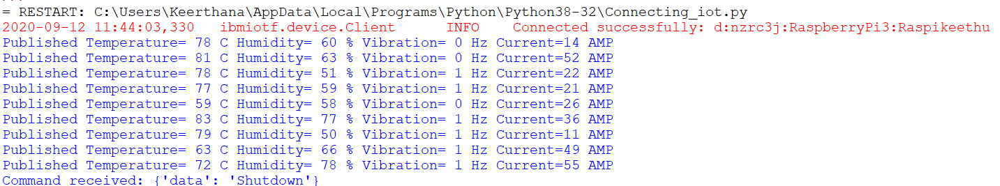 = RESTART: C:\Users\Keerthana\AppData\Local\Programs\Python\Python38-32\Connecting_iot.py
2020-09-12 11:44:03,330   ibmiotf.device.Client      INFO    Connected successfully: d:nzrc3j:RaspberryPi3:Raspikeethu
Published Temperature= 78 C Humidity= 60 % Vibration= 0 Hz Current=14 AMP
Published Temperature= 81 C Humidity= 63 % Vibration= 0 Hz Current=52 AMP
Published Temperature= 78 C Humidity= 51 % Vibration= 1 Hz Current=22 AMP
Published Temperature= 77 C Humidity= 59 % Vibration= 1 Hz Current=21 AMP
Published Temperature= 59 C Humidity= 58 % Vibration= 0 Hz Current=26 AMP
Published Temperature= 83 C Humidity= 77 % Vibration= 1 Hz Current=36 AMP
Published Temperature= 79 C Humidity= 50 % Vibration= 1 Hz Current=11 AMP
Published Temperature= 63 C Humidity= 66 % Vibration= 1 Hz Current=49 AMP
Published Temperature= 72 C Humidity= 78 % Vibration= 1 Hz Current=55 AMP
Command received: {'data': 'Shutdown'}